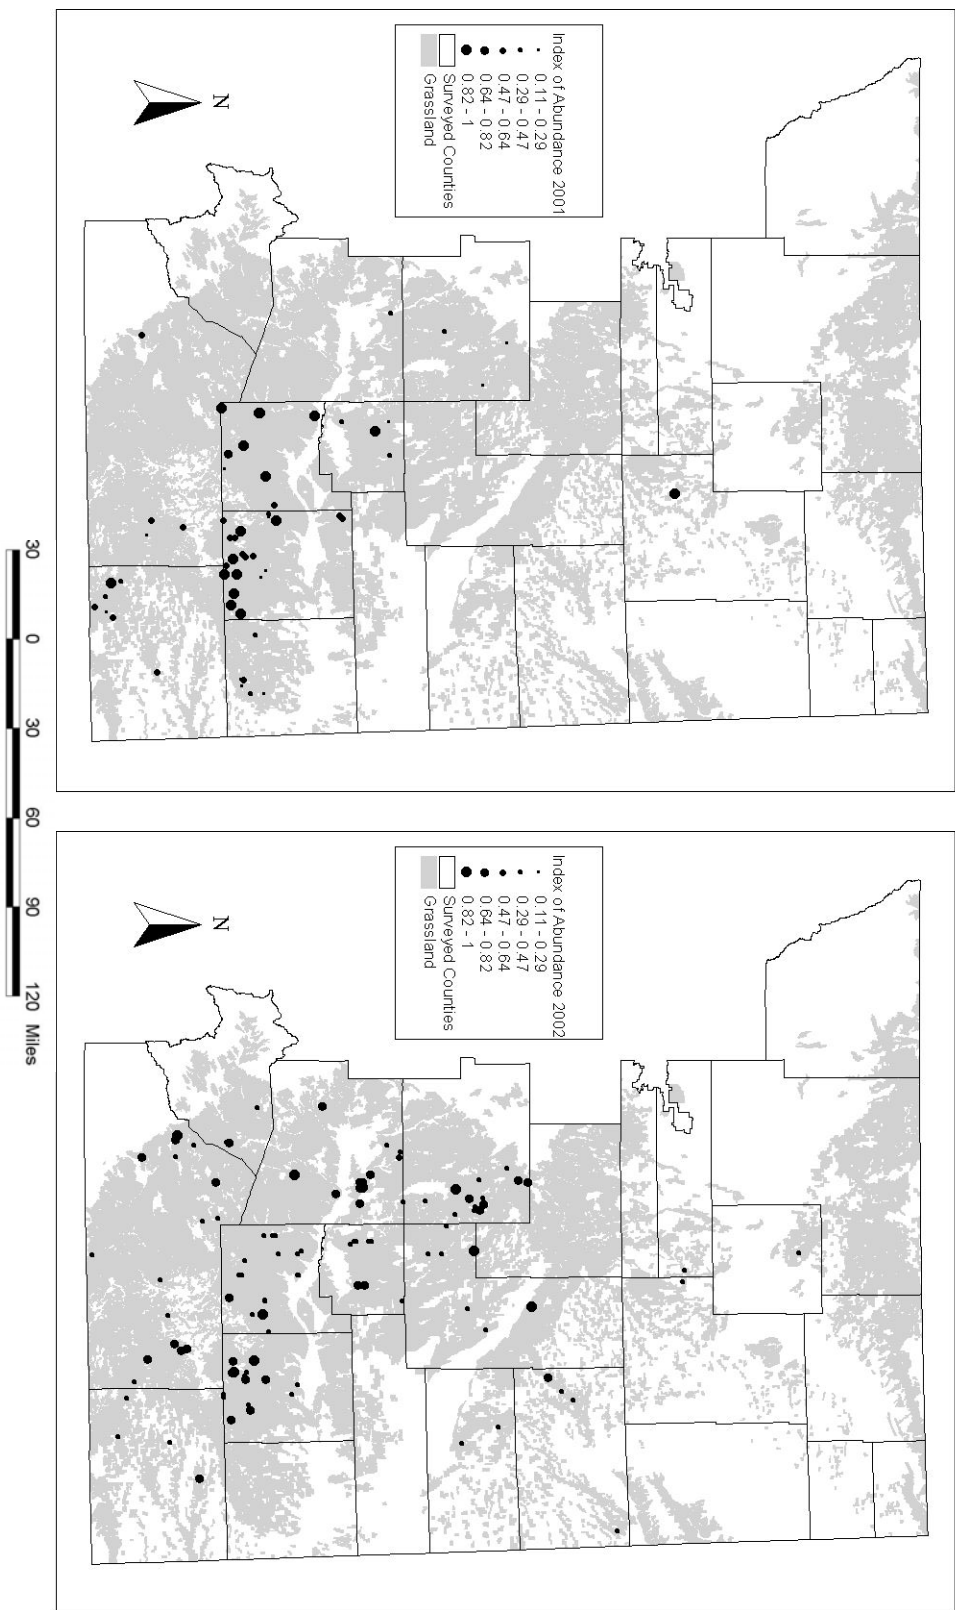 Index of Abundance 2001
0.11 - 0.29
0.29 - 0.47
0.47 - 0.64
0.64 - 0.82
0.82 - 1
Surveyed Counties
Grassland
N
Index of Abundance 2002
0.11 - 0.29
0.29 - 0.47
0.47 - 0.64
0.64 - 0.82
0.82 - 1
Surveyed Counties
Grassland
N
30 0 30 60 90 120 Miles